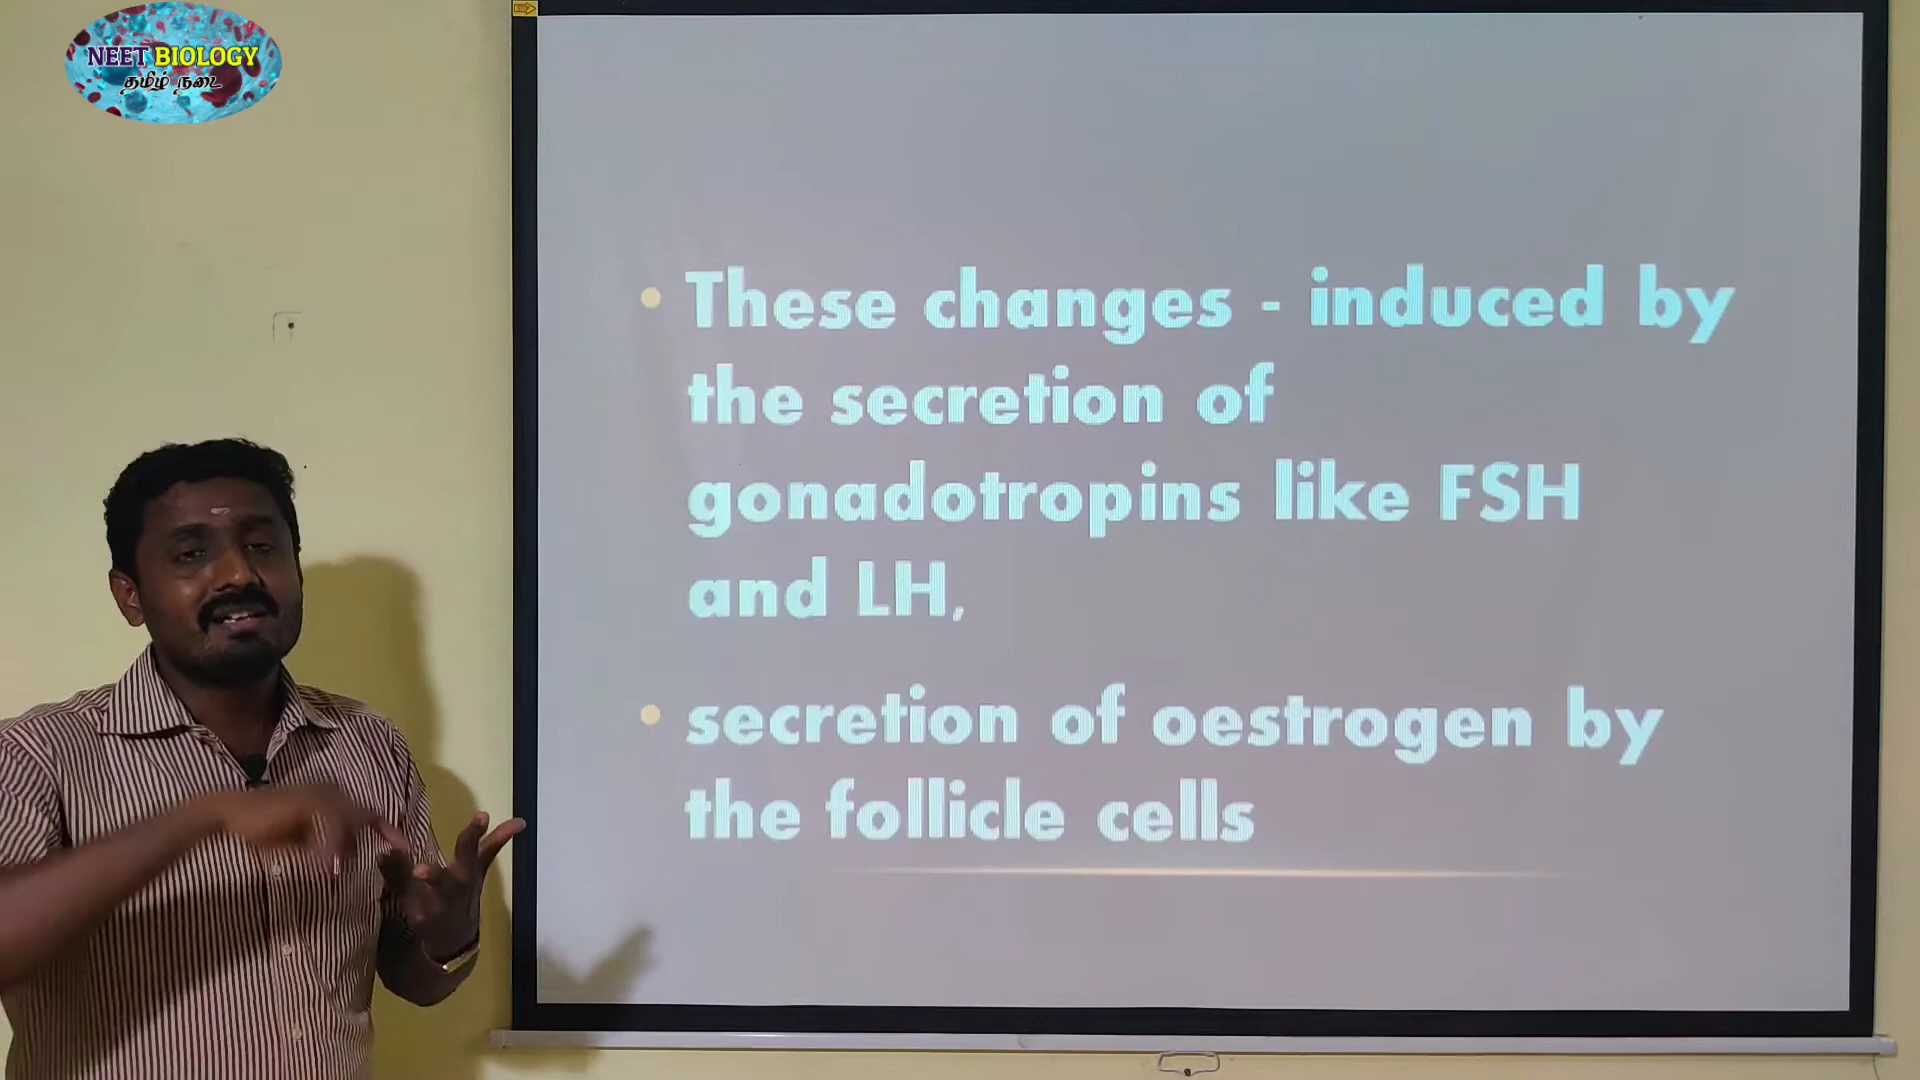 NEET BIOLOGY
தமிழ் நடை
• These changes - induced by
the secretion of
gonadotropins like FSH
and LH,
• secretion of oestrogen by
the follicle cells